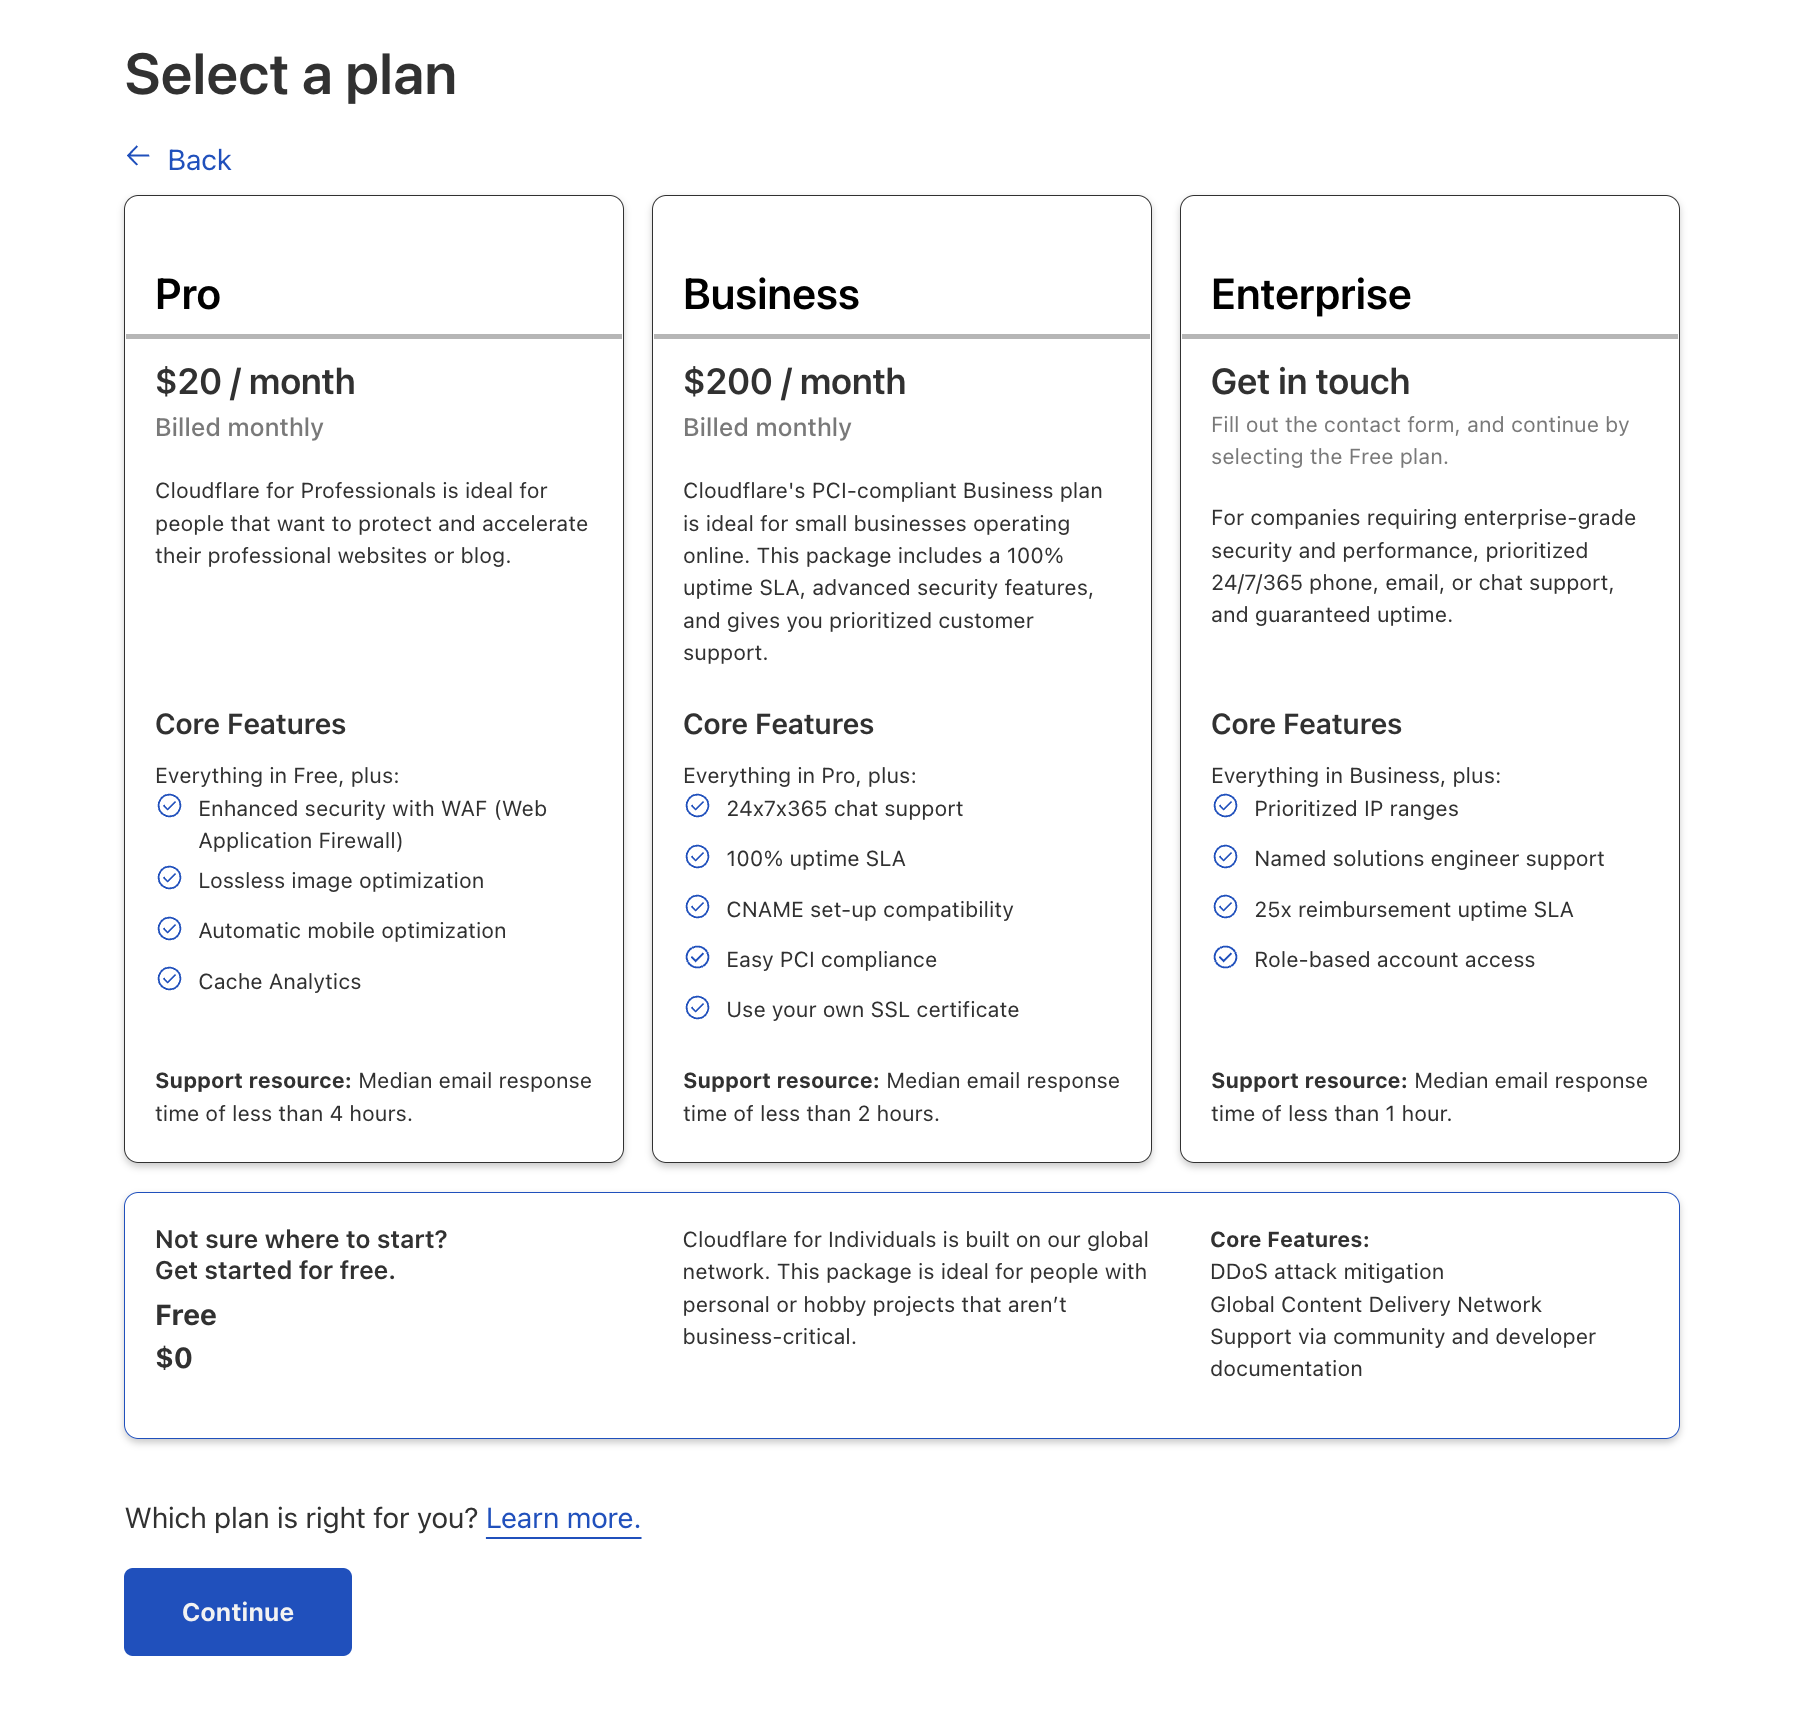 Select a plan
Back
Pro
$20 / month
Billed monthly
Cloudflare for Professionals is ideal for
people that want to protect and accelerate
their professional websites or blog.
Core Features
Everything in Free, plus:
Enhanced security with WAF (Web
Application Firewall)
Lossless image optimization
Automatic mobile optimization
Cache Analytics
Support resource: Median email response
time of less than 4 hours.
Business
$200 / month
Billed monthly
Cloudflare's PCI-compliant Business plan
is ideal for small businesses operating
online. This package includes a 100%
uptime SLA, advanced security features,
and gives you prioritized customer
support.
Core Features
Everything in Pro, plus:
24x7x365 chat support
100% uptime SLA
CNAME set-up compatibility
Easy PCI compliance
Use your own SSL certificate
Support resource: Median email response
time of less than 2 hours.
Enterprise
Get in touch
Fill out the contact form, and continue by
selecting the Free plan.
For companies requiring enterprise-grade
security and performance, prioritized
24/7/365 phone, email, or chat support,
and guaranteed uptime.
Core Features
Everything in Business, plus:
Prioritized IP ranges
Named solutions engineer support
25x reimbursement uptime SLA
Role-based account access
Support resource: Median email response
time of less than 1 hour.
Not sure where to start?
Get started for free.
Free
$0
Cloudflare for Individuals is built on our global
network. This package is ideal for people with
personal or hobby projects that aren’t
business-critical.
Core Features:
DDoS attack mitigation
Global Content Delivery Network
Support via community and developer
documentation
Which plan is right for you? Learn more.
Continue